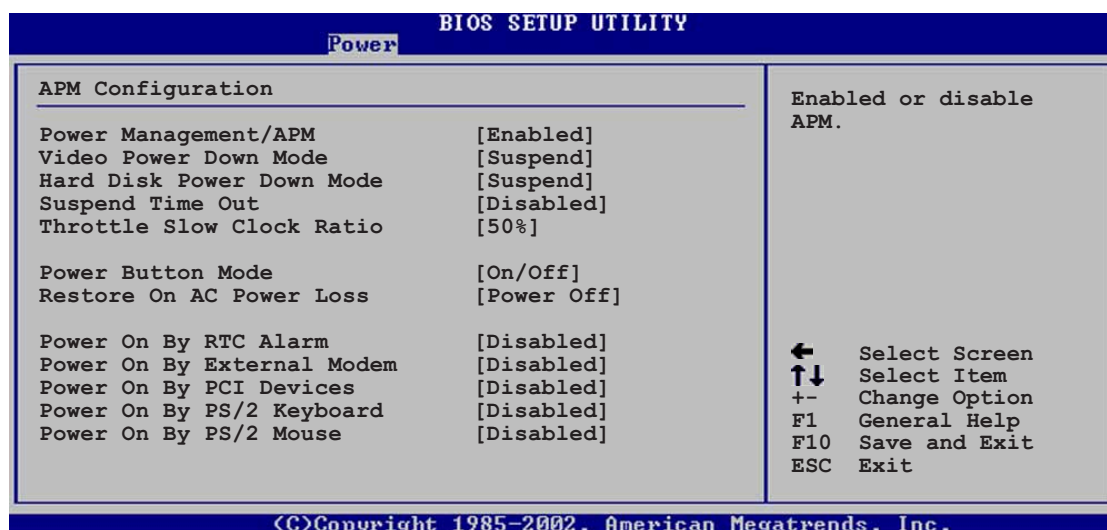 BIOS SETUP UTILITY
Power
APM Configuration
Power Management/APM [Enabled]
Video Power Down Mode [Suspend]
Hard Disk Power Down Mode [Suspend]
Suspend Time Out [Disabled]
Throttle Slow Clock Ratio [50%]
Power Button Mode [On/Off]
Restore On AC Power Loss [Power Off]
Power On By RTC Alarm [Disabled]
Power On By External Modem [Disabled]
Power On By PCI Devices [Disabled]
Power On By PS/2 Keyboard [Disabled]
Power On By PS/2 Mouse [Disabled]
Enabled or disable
APM.
← Select Screen
↑↓ Select Item
+- Change Option
F1 General Help
F10 Save and Exit
ESC Exit
(C)Copyright 1985-2002, American Megatrends, Inc.